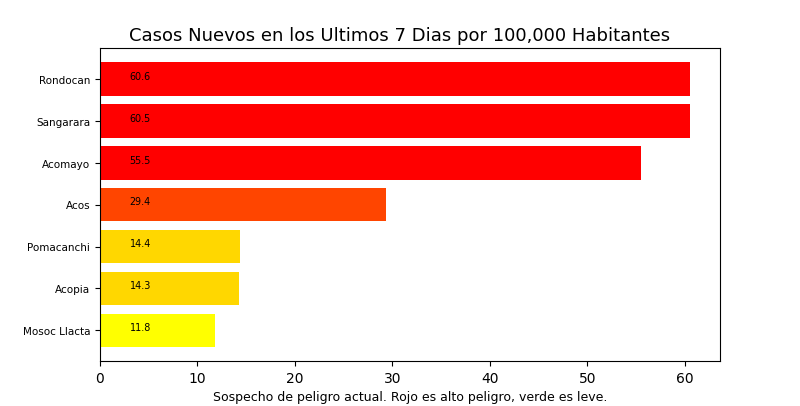 Casos Nuevos en los Ultimos 7 Dias por 100,000 Habitantes
Rondocan 60.6
Sangarara 60.5
Acomayo 55.5
Acos 29.4
Pomacanchi 14.4
Acopia 14.3
Mosoc Llacta 11.8
0 10 20 30 40 50 60
Sospecho de peligro actual. Rojo es alto peligro, verde es leve.